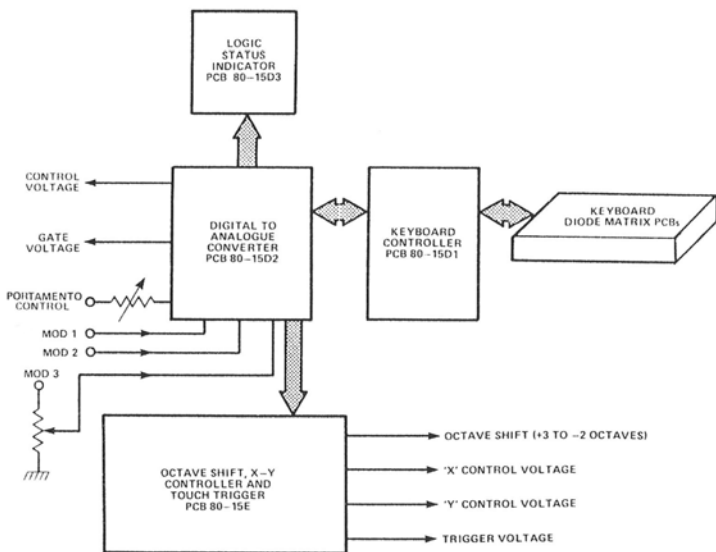 LOGIC
STATUS
INDICATOR
PCB 80-15D3
CONTROL
VOLTAGE
GATE
VOLTAGE
PORTAMENTO
CONTROL
MOD 1
MOD 2
MOD 3
DIGITAL TO
ANALOGUE
CONVERTER
PCB 80-15D2
KEYBOARD
CONTROLLER
PCB 80-15D1
KEYBOARD
DIODE MATRIX PCBs
OCTAVE SHIFT, X-Y
CONTROLLER AND
TOUCH TRIGGER
PCB 80-15E
OCTAVE SHIFT (+3 TO -2 OCTAVES)
'X' CONTROL VOLTAGE
'Y' CONTROL VOLTAGE
TRIGGER VOLTAGE